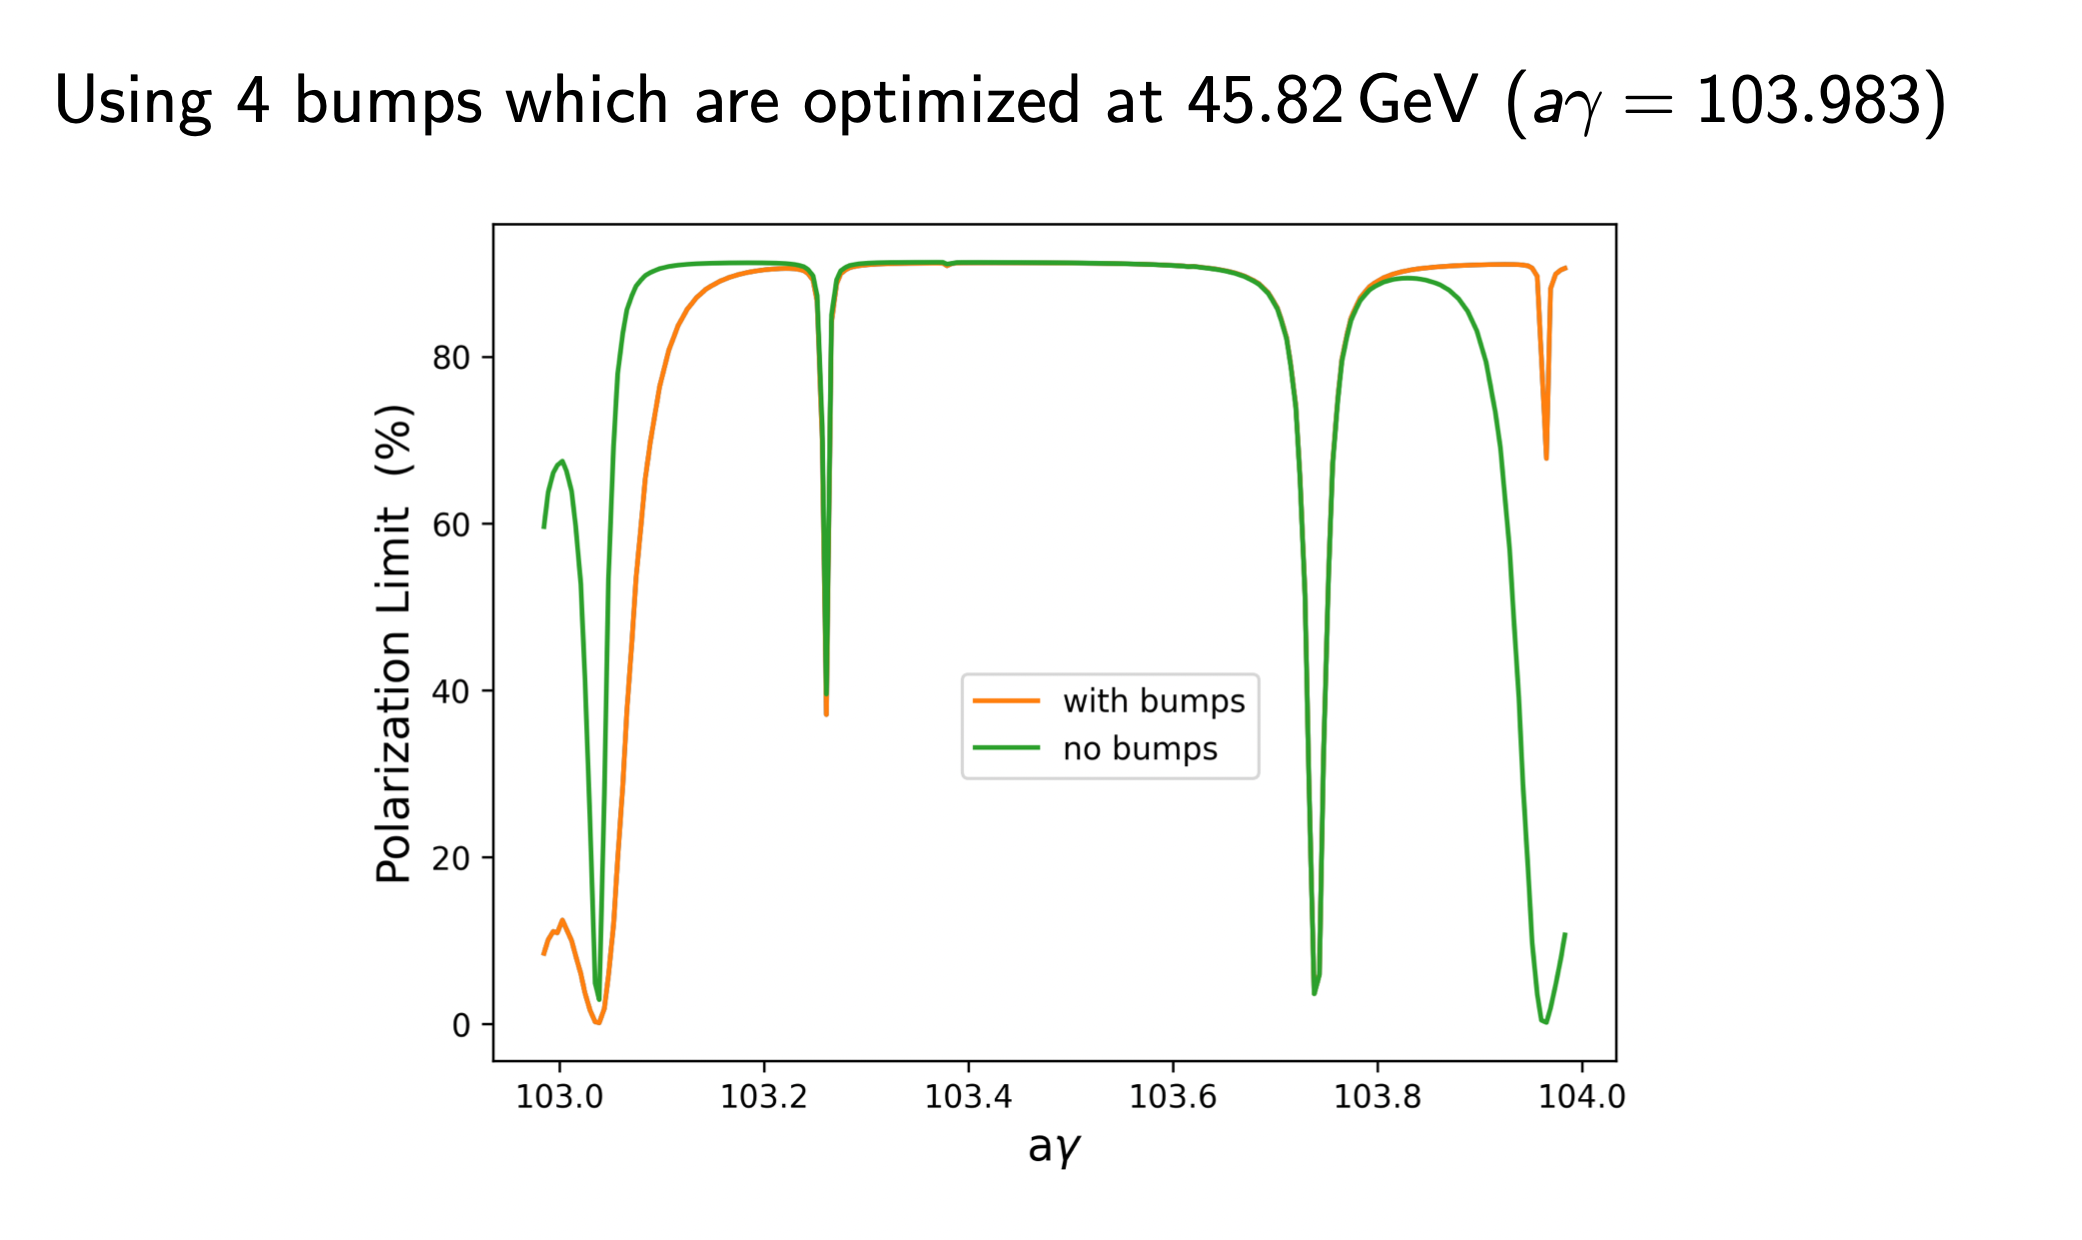 Using 4 bumps which are optimized at 45.82 GeV (aγ = 103.983)
Polarization Limit (%)
80
60
40
20
0
with bumps
no bumps
103.0 103.2 103.4 103.6 103.8 104.0
aγ